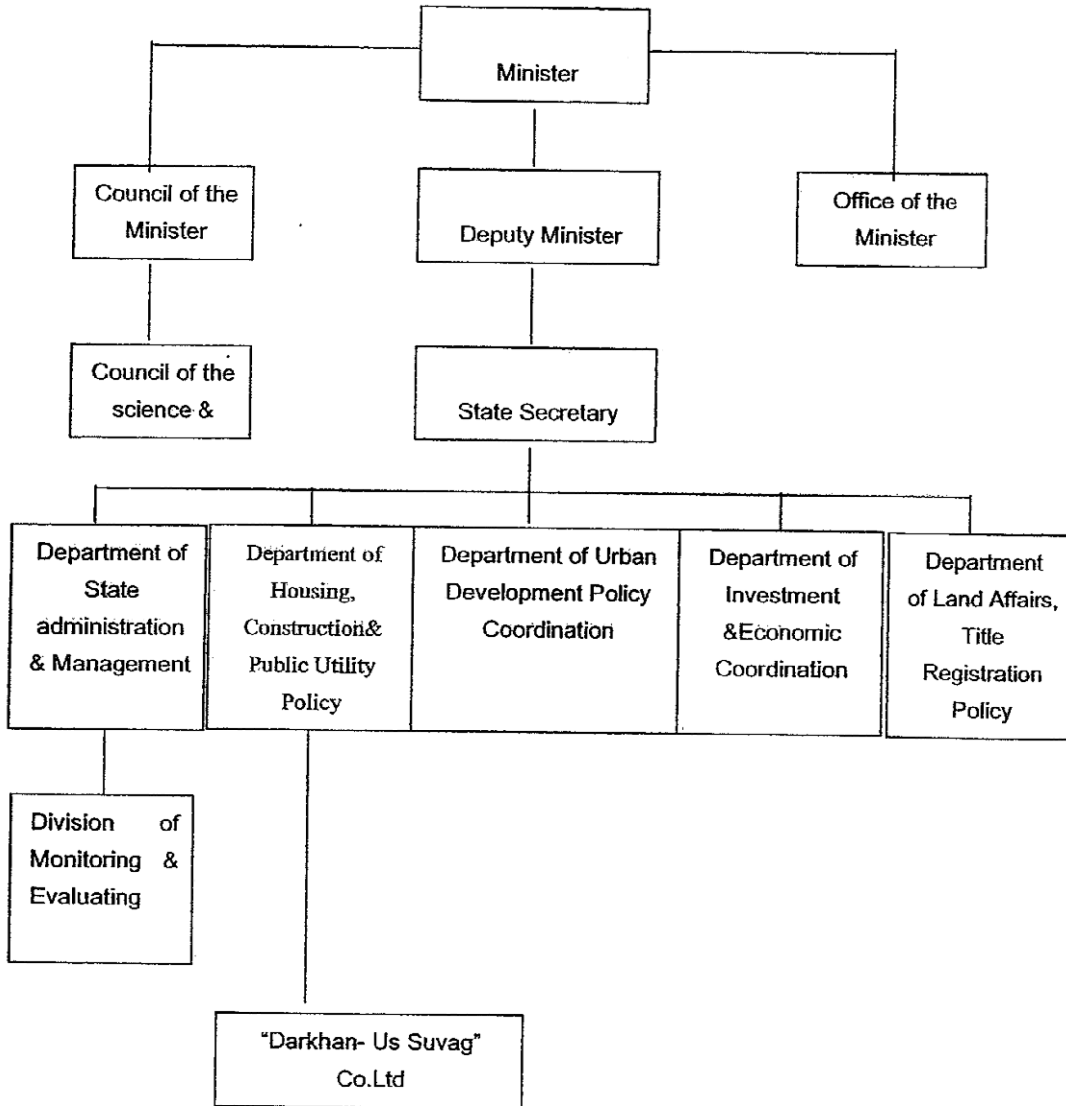 Minister
Council of the
Minister
Deputy Minister
Office of the
Minister
Council of the
science &
State Secretary
Department of
State
administration
& Management
Department of
Housing,
Construction&
Public Utility
Policy
Department of Urban
Development Policy
Coordination
Department of
Investment
&Economic
Coordination
Department
of Land Affairs,
Title
Registration
Policy
Division of
Monitoring &
Evaluating
"Darkhan- Us Suvag"
Co.Ltd